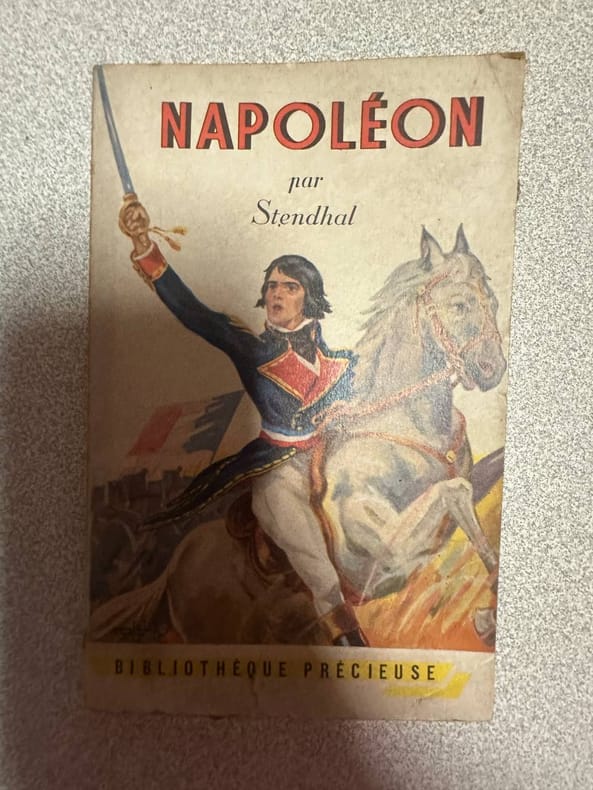 NAPOLÉON
par
Stendhal
BIBLIOTHÈQUE PRÉCIEUSE